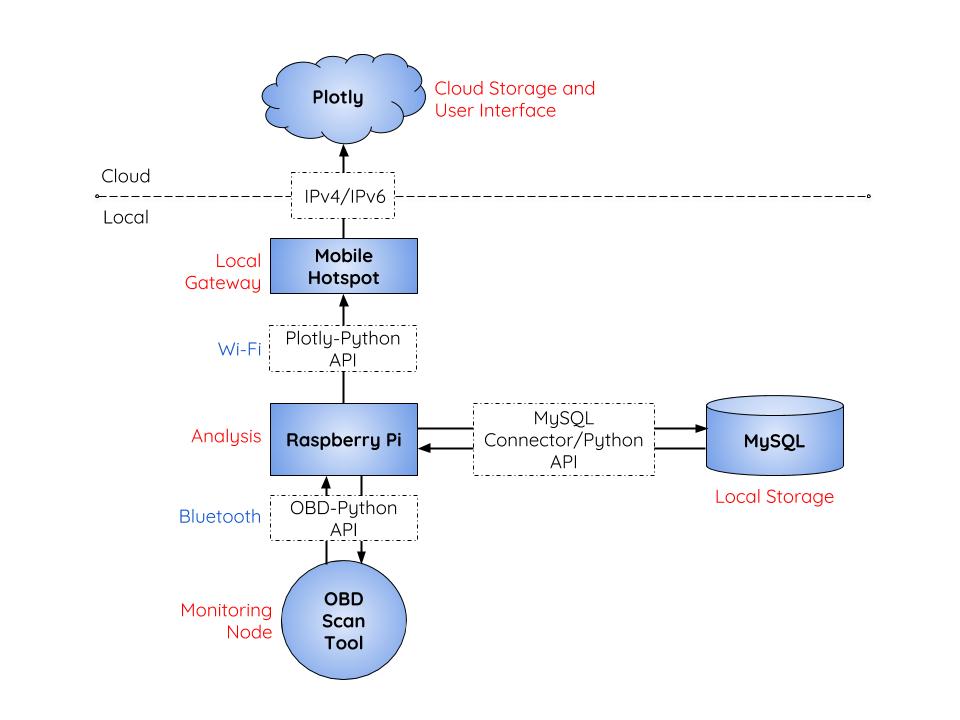 Plotly
Cloud Storage and
User Interface
Cloud
IPv4/IPv6
Local
Local
Gateway
Mobile
Hotspot
Wi-Fi
Plotly-Python
API
Analysis
Raspberry Pi
MySQL
Connector/Python
API
MySQL
Local Storage
Bluetooth
OBD-Python
API
Monitoring
Node
OBD
Scan
Tool